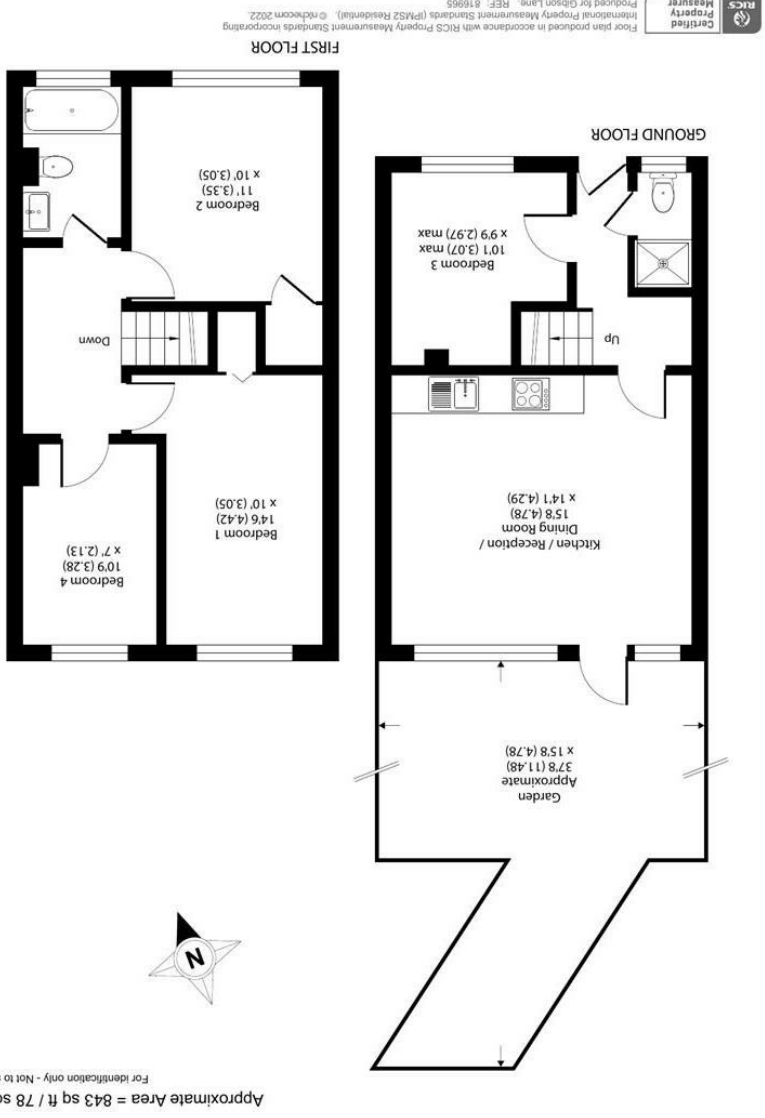 Approximate Area = 843 sq ft / 78 sq
For identification only - Not to
N
Garden
Approximate
37'8 (11.48)
x 15'8 (4.78)
Kitchen / Reception /
Dining Room
15'8 (4.78)
x 14'1 (4.29)
Up
Bedroom 3
10'1 (3.07) max
x 9'9 (2.97) max
GROUND FLOOR
Bedroom 4
10'9 (3.28)
x 7' (2.13)
Bedroom 1
14'6 (4.42)
x 10' (3.05)
Down
Bedroom 2
11' (3.35)
x 10' (3.05)
FIRST FLOOR
Certified
Property
Measurer
RICS
Floor plan produced in accordance with RICS Property Measurement Standards incorporating
International Property Measurement Standards (IPMS2 Residential). © nichecom 2022.
Produced for Gibson Lane. REF: 816965